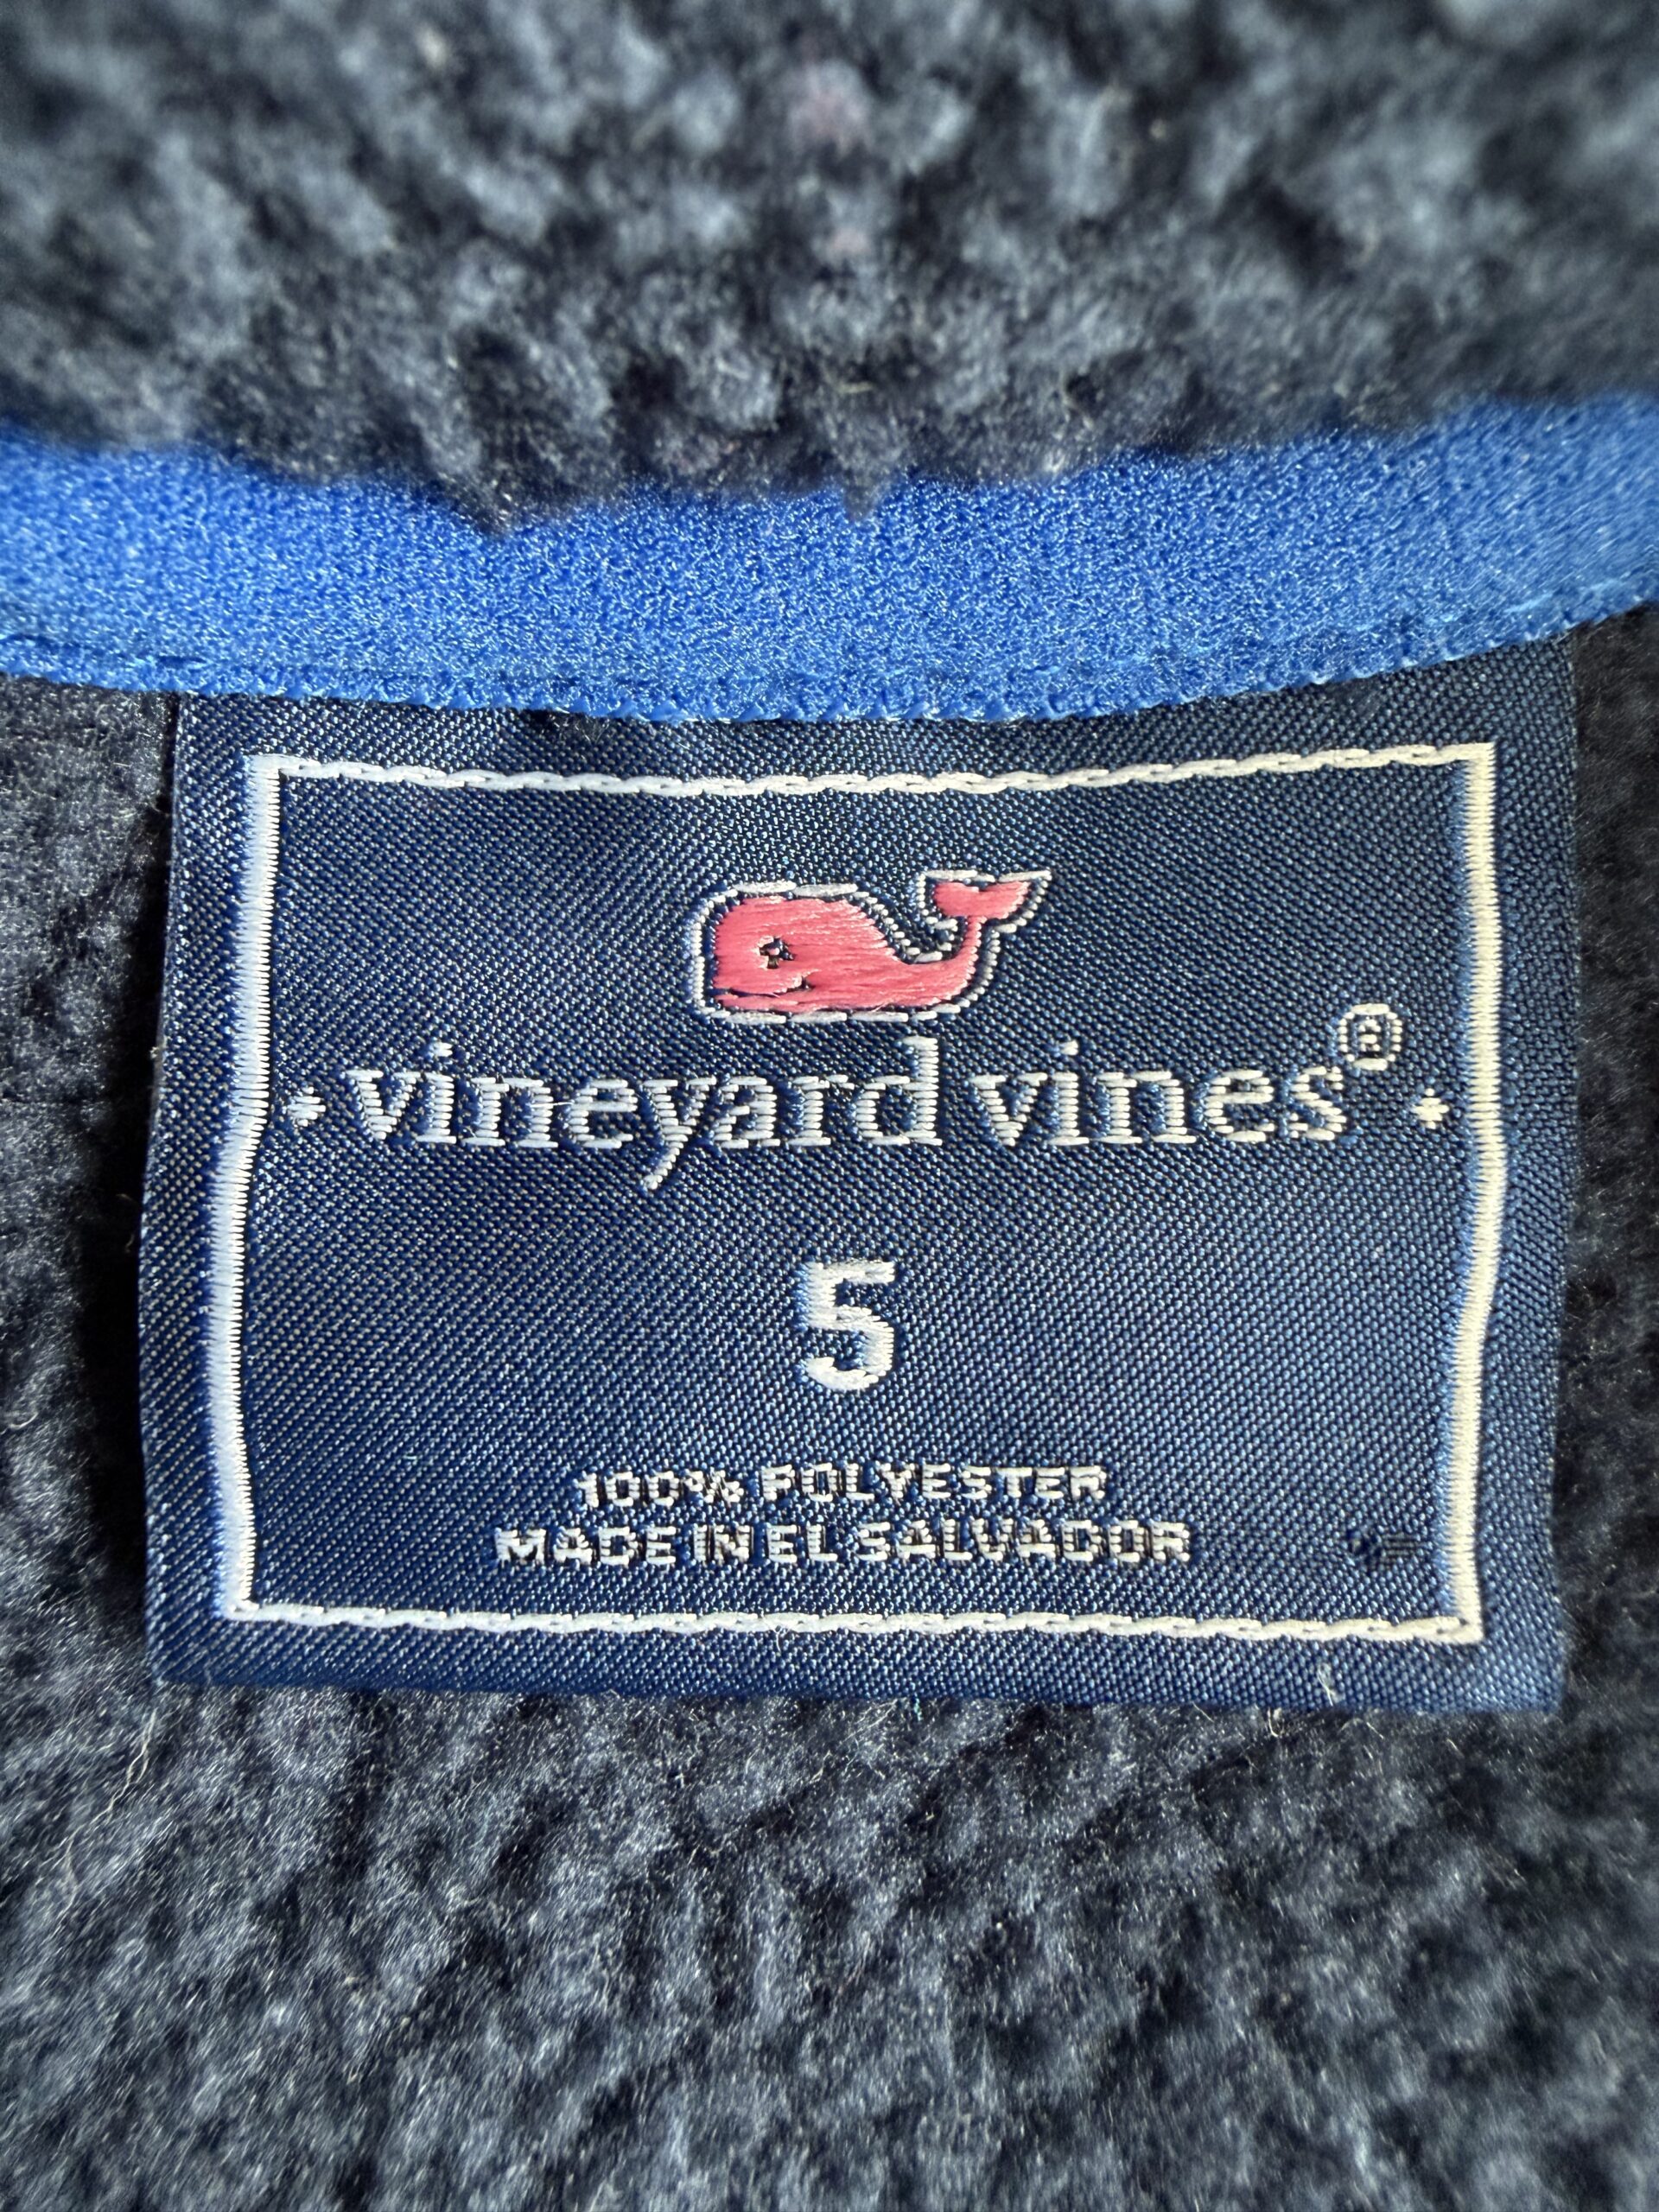 vineyard vines®
5
100% POLYESTER
MADE IN EL SALVADOR